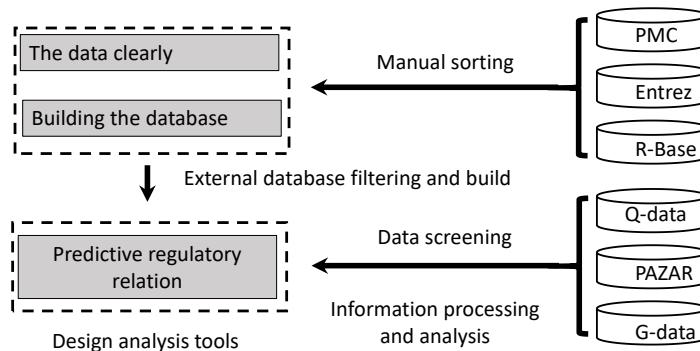 The data clearly
Building the database
Manual sorting
PMC
Entrez
R-Base
External database filtering and build
Predictive regulatory
relation
Data screening
Information processing
and analysis
Design analysis tools
Q-data
PAZAR
G-data